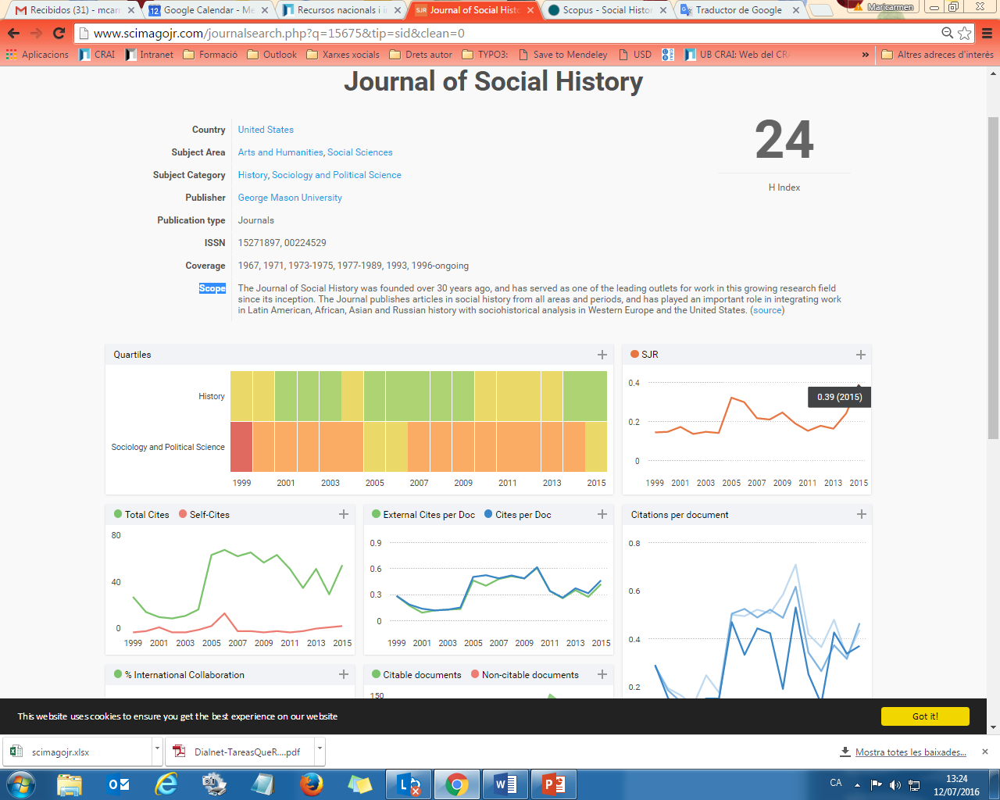 Recibidos (31) - mcar
Google Calendar - Me
Recursos nacionals i in
Journal of Social Histo
Scopus - Social Histor
Traductor de Google
Maricarmen
www.scimagojr.com/journalsearch.php?q=15675&tip=sid&clean=0
Aplicacions CRAI Intranet Formació Outlook Xarxes xocials Drets autor TYPO3: Save to Mendeley USD UB CRAI: Web del CRA » Altres adreces d'interès
Journal of Social History
Country United States
Subject Area Arts and Humanities, Social Sciences
Subject Category History, Sociology and Political Science
Publisher George Mason University
Publication type Journals
ISSN 15271897, 00224529
Coverage 1967, 1971, 1973-1975, 1977-1989, 1993, 1996-ongoing
Scope The Journal of Social History was founded over 30 years ago, and has served as one of the leading outlets for work in this growing research field
since its inception. The Journal publishes articles in social history from all areas and periods, and has played an important role in integrating work
in Latin American, African, Asian and Russian history with sociohistorical analysis in Western Europe and the United States. (source)
24
H Index
Quartiles
History
Sociology and Political Science
1999 2001 2003 2005 2007 2009 2011 2013 2015
SJR
0.4
0.39 (2015)
0.2
0
1999 2001 2003 2005 2007 2009 2011 2013 2015
Total Cites Self-Cites
80
40
0
1999 2001 2003 2005 2007 2009 2011 2013 2015
External Cites per Doc Cites per Doc
0.9
0.6
0.3
0
1999 2001 2003 2005 2007 2009 2011 2013 2015
Citations per document
0.8
0.6
0.4
0.2
% International Collaboration
Citable documents Non-citable documents
150
This website uses cookies to ensure you get the best experience on our website
Got it!
scimagojr.xlsx
Dialnet-TareasQueR....pdf
Mostra totes les baixades...
CA
13:24
12/07/2016